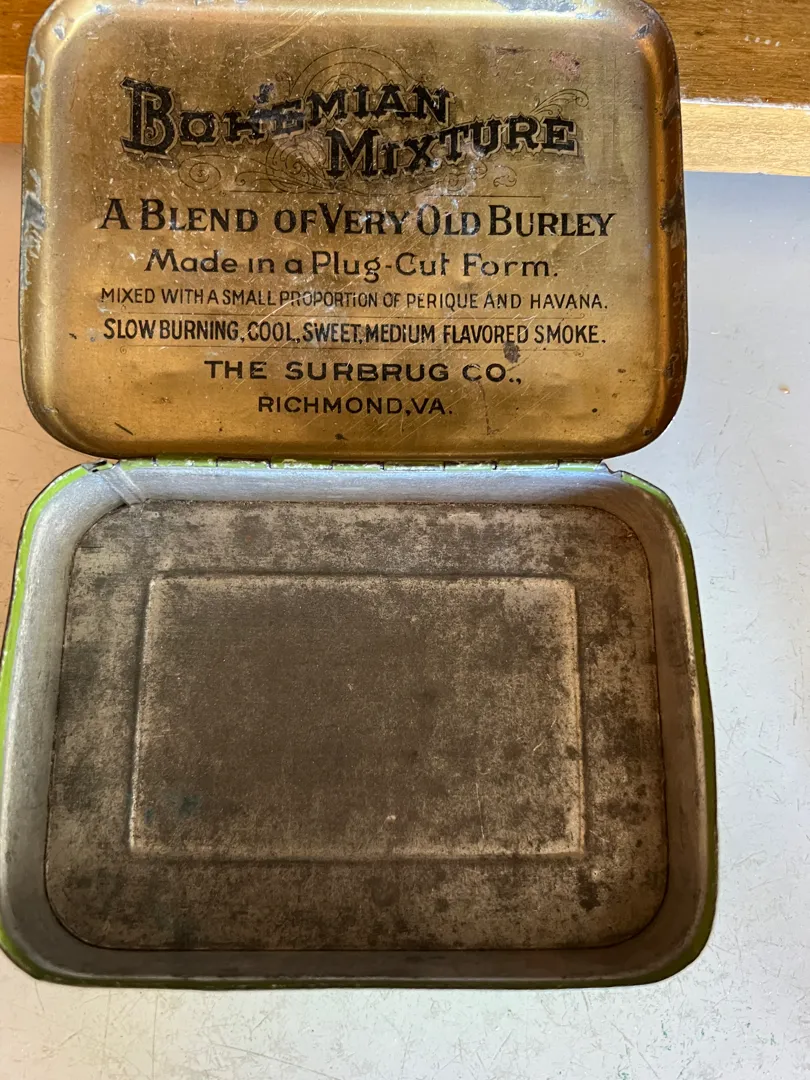 BOHEMIAN
MIXTURE
A BLEND OF VERY OLD BURLEY
Made in a Plug-Cut Form.
MIXED WITH A SMALL PROPORTION OF PERIQUE AND HAVANA.
SLOW BURNING, COOL, SWEET, MEDIUM FLAVORED SMOKE.
THE SURBRUG CO.,
RICHMOND, VA.